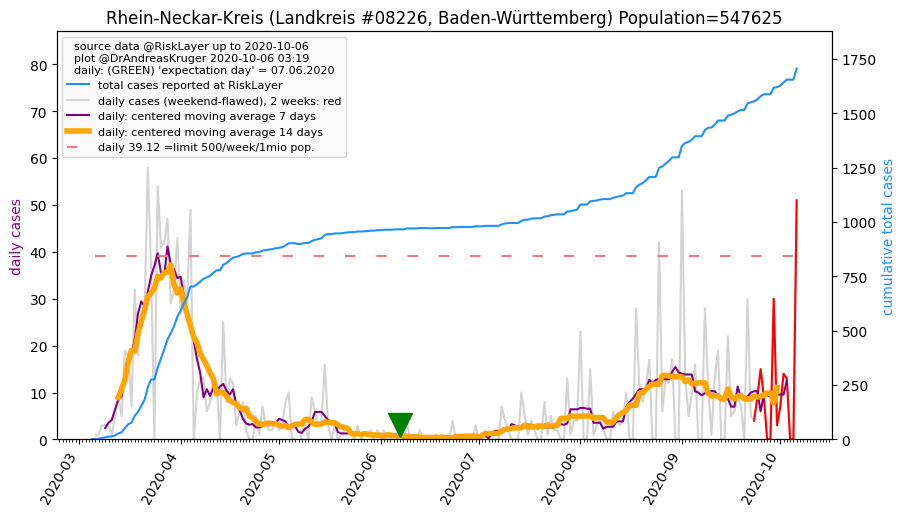 Rhein-Neckar-Kreis (Landkreis #08226, Baden-Württemberg) Population=547625
source data @RiskLayer up to 2020-10-06
plot @DrAndreasKruger 2020-10-06 03:19
daily: (GREEN) 'expectation day' = 07.06.2020
total cases reported at RiskLayer
daily cases (weekend-flawed), 2 weeks: red
daily: centered moving average 7 days
daily: centered moving average 14 days
daily 39.12 =limit 500/week/1mio pop.
daily cases
80
70
60
50
40
30
20
10
0
cumulative total cases
1750
1500
1250
1000
750
500
250
0
2020-03
2020-04
2020-05
2020-06
2020-07
2020-08
2020-09
2020-10